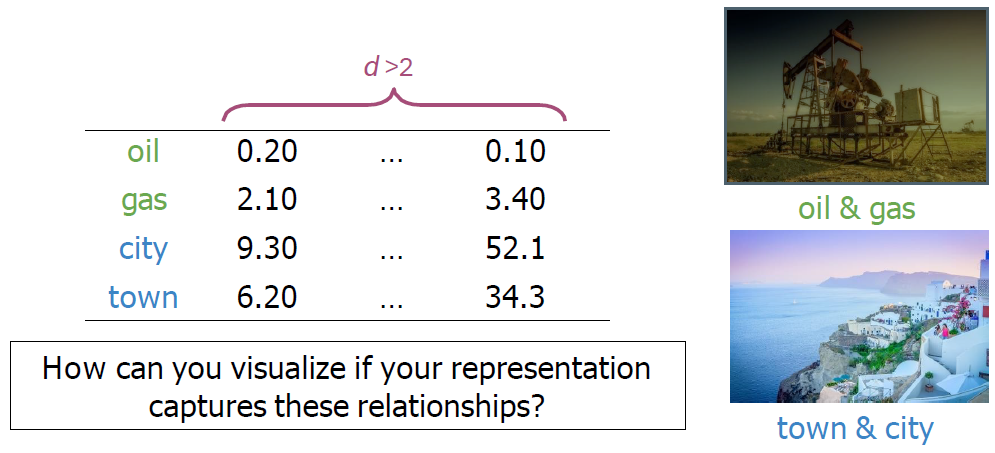 d >2
oil 0.20 ... 0.10
gas 2.10 ... 3.40
city 9.30 ... 52.1
town 6.20 ... 34.3
How can you visualize if your representation
captures these relationships?
oil & gas
town & city